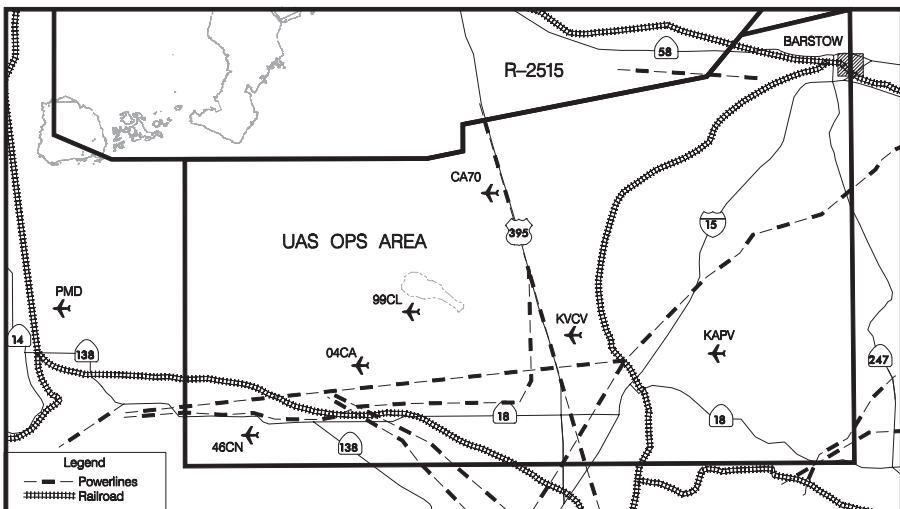 BARSTOW
58
R-2515
CA70
395
15
UAS OPS AREA
PMD
99CL
KVCV
KAPV
14
138
04CA
247
18
18
46CN
138
Legend
Powerlines
Railroad